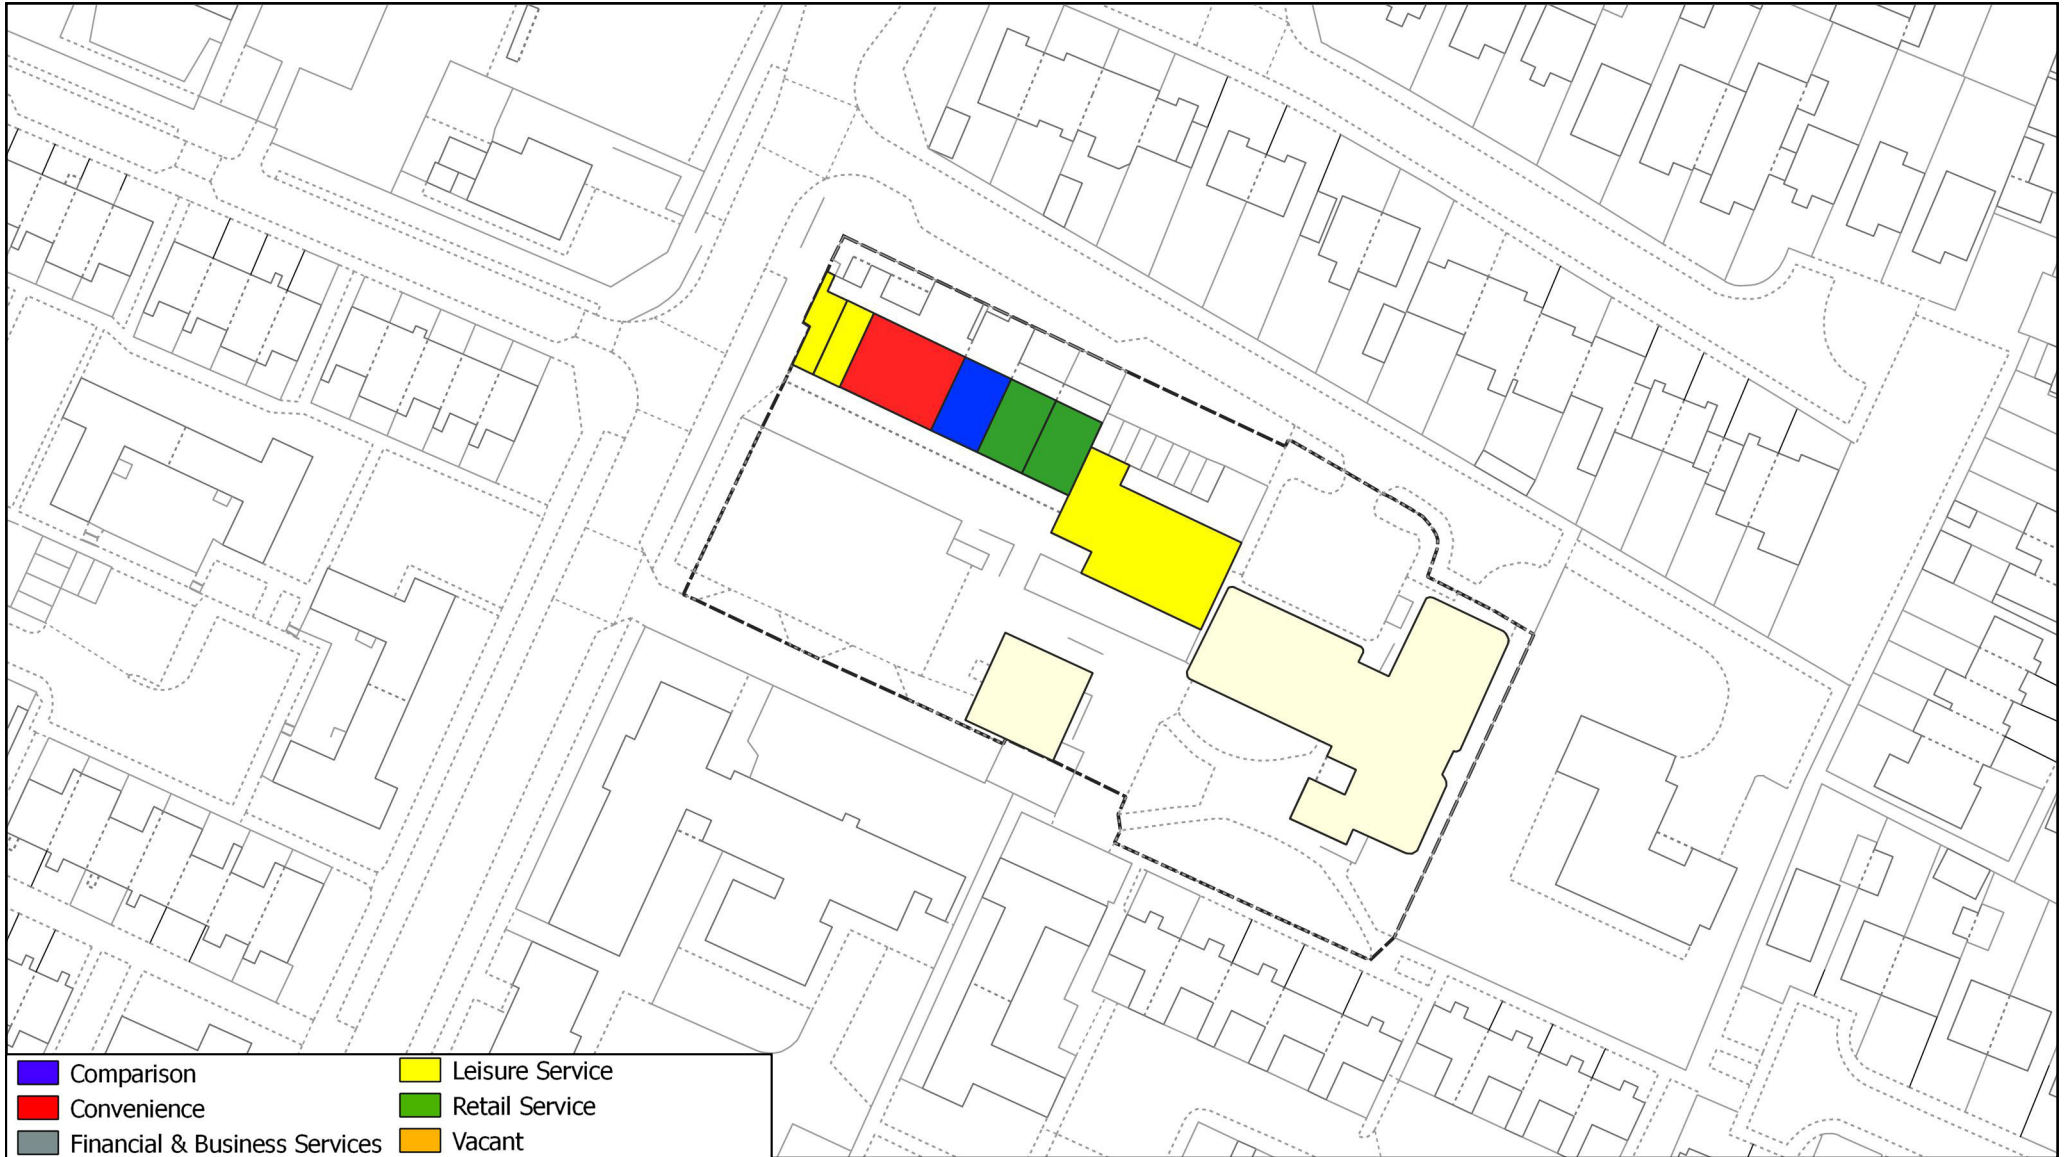 Comparison
Convenience
Financial & Business Services
Leisure Service
Retail Service
Vacant